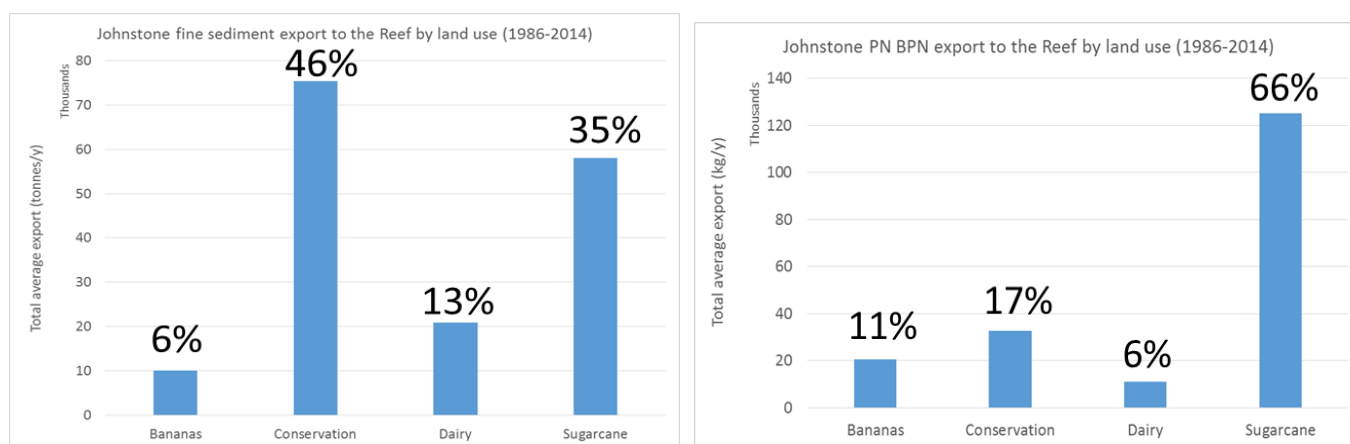 Johnstone fine sediment export to the Reef by land use (1986-2014)
Total average export (tonnes/y)
Thousands
80
70
60
50
40
30
20
10
0
6%
46%
13%
35%
Bananas
Conservation
Dairy
Sugarcane
Johnstone PN BPN export to the Reef by land use (1986-2014)
Total average export (kg/y)
Thousands
140
120
100
80
60
40
20
0
11%
17%
6%
66%
Bananas
Conservation
Dairy
Sugarcane